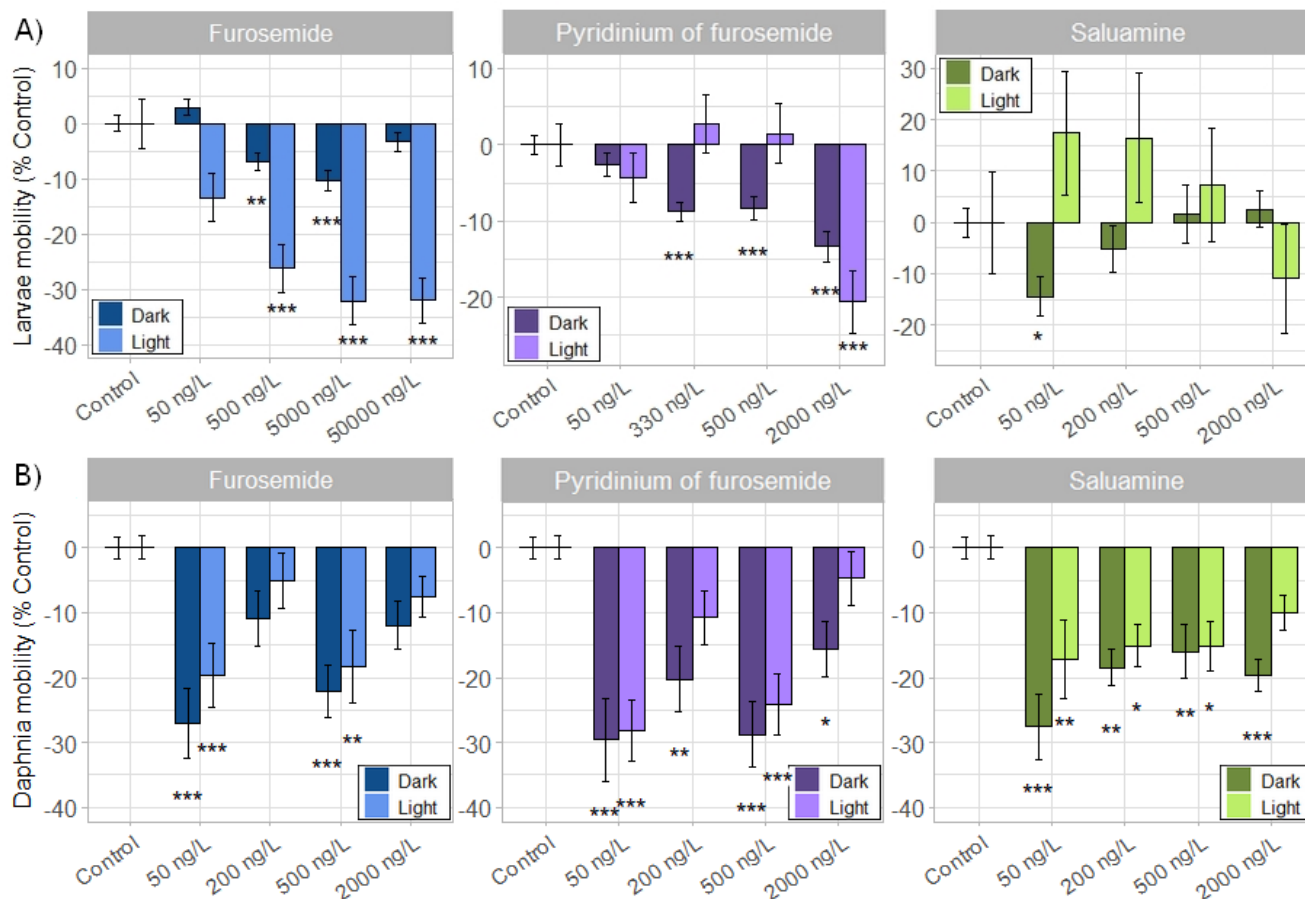 A)
Furosemide
Pyridinium of furosemide
Saluamine
Larvae mobility (% Control)
10
0
-10
-20
-30
-40
** *** *** *** ***
Dark
Light
Control 50 ng/L 500 ng/L 5000 ng/L 50000 ng/L
10
0
-10
-20
*** *** *** ***
Dark
Light
Control 50 ng/L 330 ng/L 500 ng/L 2000 ng/L
30
20
10
0
-10
-20
*
Dark
Light
Control 50 ng/L 200 ng/L 500 ng/L 2000 ng/L
B)
Furosemide
Pyridinium of furosemide
Saluamine
Daphnia mobility (% Control)
0
-10
-20
-30
-40
*** *** *** **
Dark
Light
Control 50 ng/L 200 ng/L 500 ng/L 2000 ng/L
0
-10
-20
-30
-40
*** *** ** *** *** *
Dark
Light
Control 50 ng/L 200 ng/L 500 ng/L 2000 ng/L
0
-10
-20
-30
-40
*** ** ** * ** * ***
Dark
Light
Control 50 ng/L 200 ng/L 500 ng/L 2000 ng/L